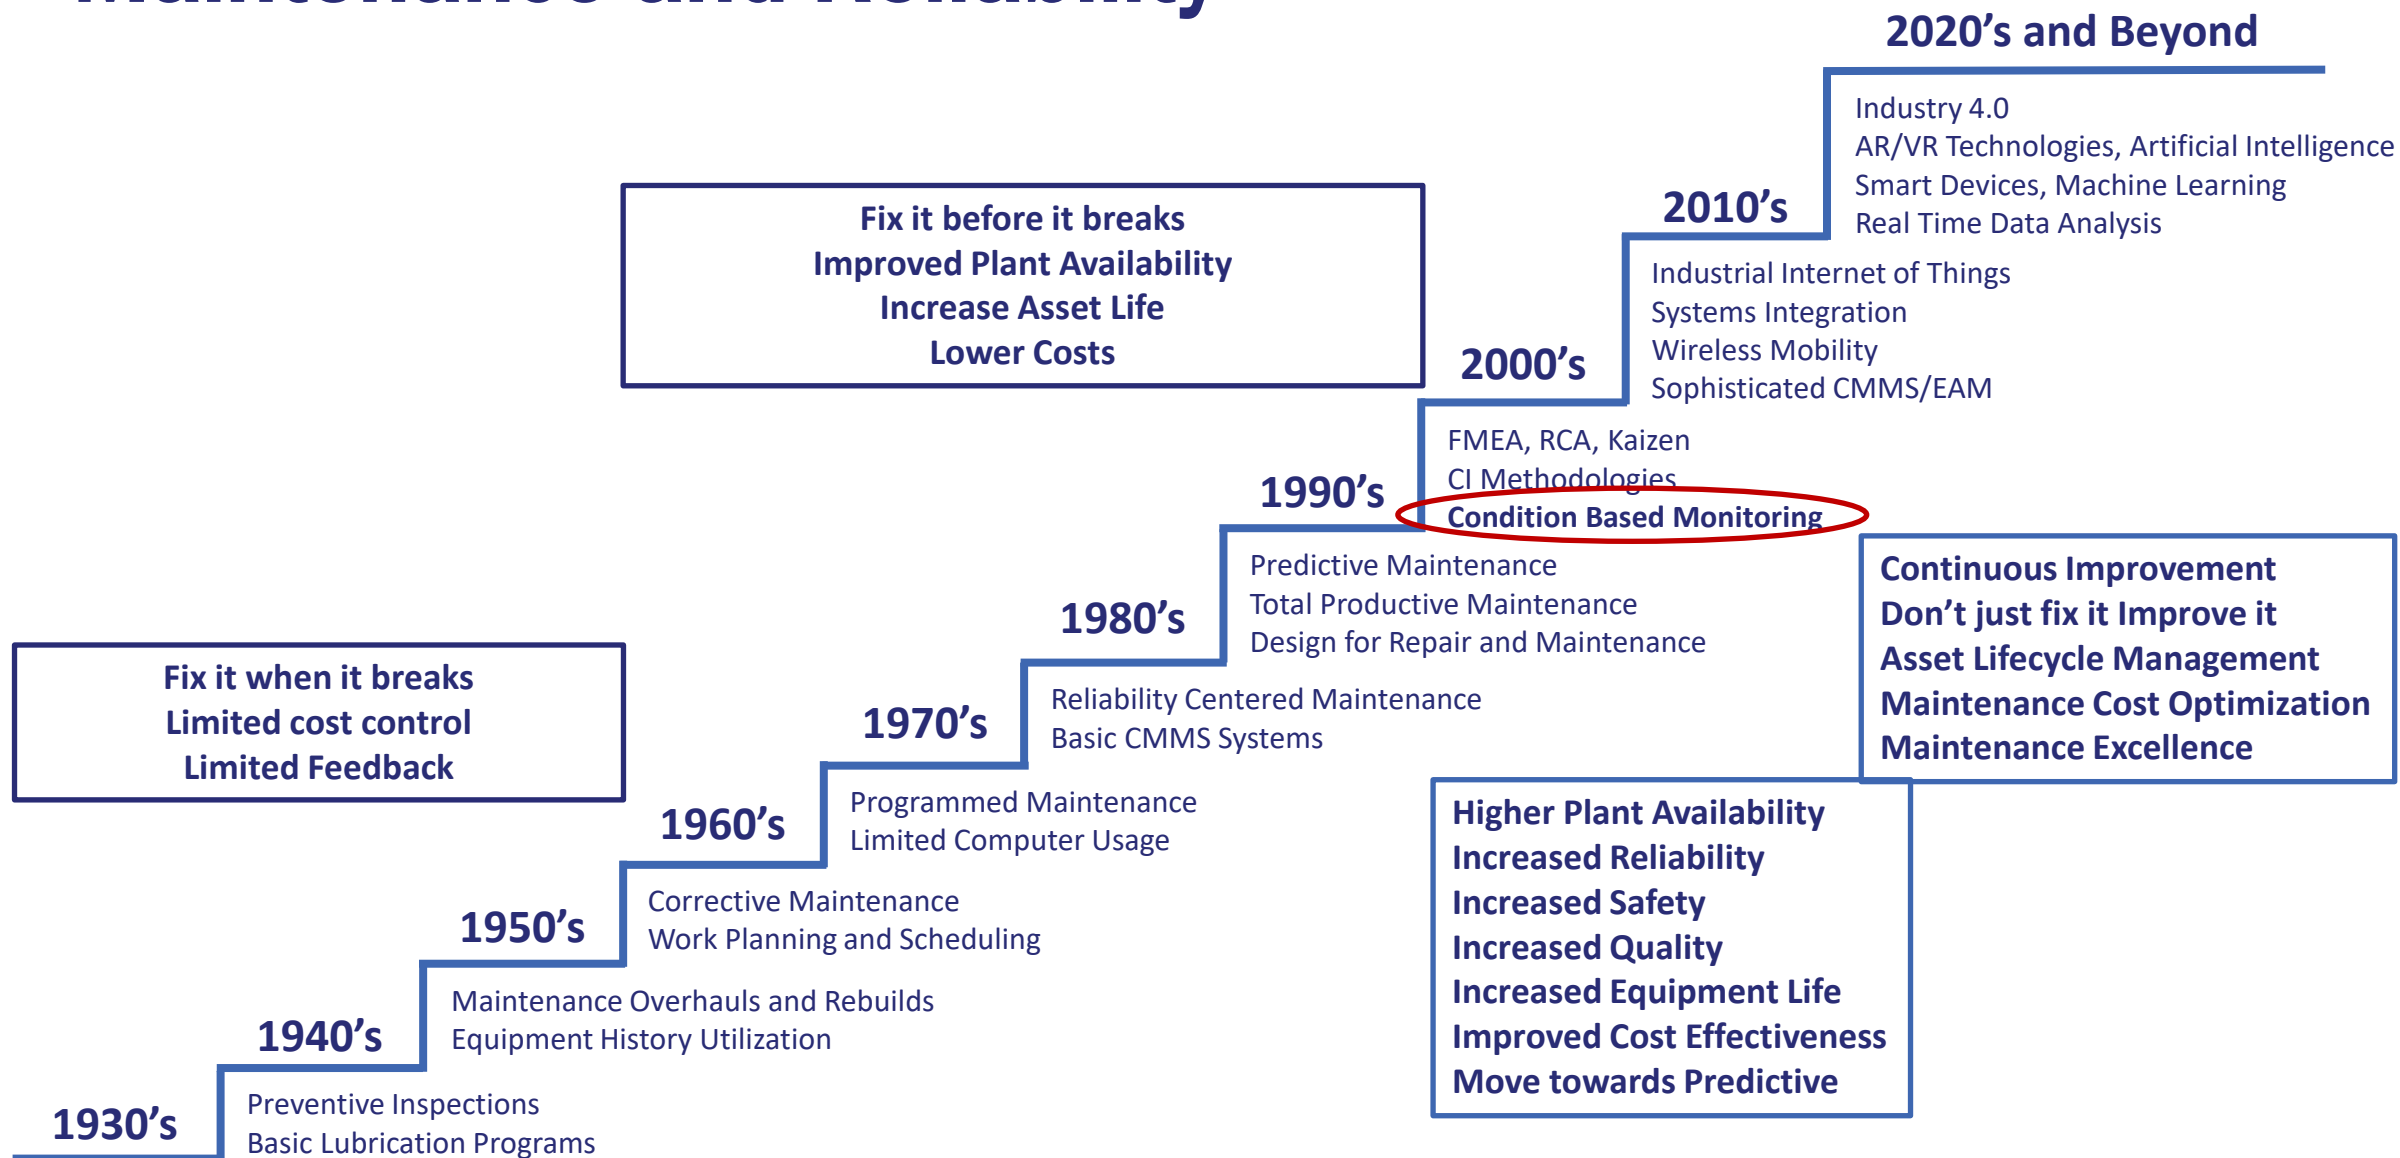 Maintenance and Reliability
2020's and Beyond
Industry 4.0
AR/VR Technologies, Artificial Intelligence
Smart Devices, Machine Learning
Real Time Data Analysis
2010's
Industrial Internet of Things
Systems Integration
Wireless Mobility
Sophisticated CMMS/EAM
Fix it before it breaks
Improved Plant Availability
Increase Asset Life
Lower Costs
2000's
FMEA, RCA, Kaizen
CI Methodologies
Condition Based Monitoring
1990's
Predictive Maintenance
Total Productive Maintenance
Design for Repair and Maintenance
Continuous Improvement
Don't just fix it Improve it
Asset Lifecycle Management
Maintenance Cost Optimization
Maintenance Excellence
1980's
Reliability Centered Maintenance
Basic CMMS Systems
Fix it when it breaks
Limited cost control
Limited Feedback
1970's
Programmed Maintenance
Limited Computer Usage
Higher Plant Availability
Increased Reliability
Increased Safety
Increased Quality
Increased Equipment Life
Improved Cost Effectiveness
Move towards Predictive
1960's
Corrective Maintenance
Work Planning and Scheduling
1950's
Maintenance Overhauls and Rebuilds
Equipment History Utilization
1940's
Preventive Inspections
Basic Lubrication Programs
1930's